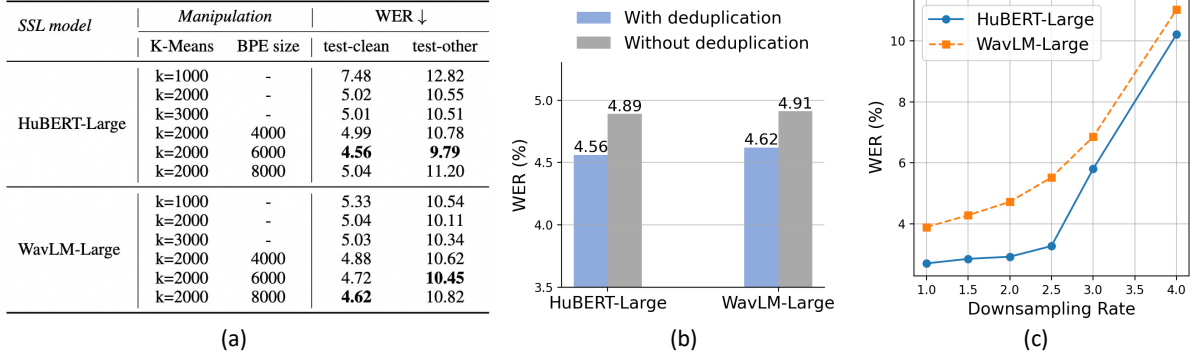 SSL model Manipulation WER ↓
K-Means BPE size test-clean test-other
HuBERT-Large
k=1000 - 7.48 12.82
k=2000 - 5.02 10.55
k=3000 - 5.01 10.51
k=2000 4000 4.99 10.78
k=2000 6000 4.56 9.79
k=2000 8000 5.04 11.20
WavLM-Large
k=1000 - 5.33 10.54
k=2000 - 5.04 10.11
k=3000 - 5.03 10.34
k=2000 4000 4.88 10.62
k=2000 6000 4.72 10.45
k=2000 8000 4.62 10.82
(a)
With deduplication
Without deduplication
WER (%)
5.0
4.5
4.0
3.5
4.56 4.89 4.62 4.91
HuBERT-Large WavLM-Large
(b)
HuBERT-Large
WavLM-Large
WER (%)
10
8
6
4
1.0 1.5 2.0 2.5 3.0 3.5 4.0
Downsampling Rate
(c)